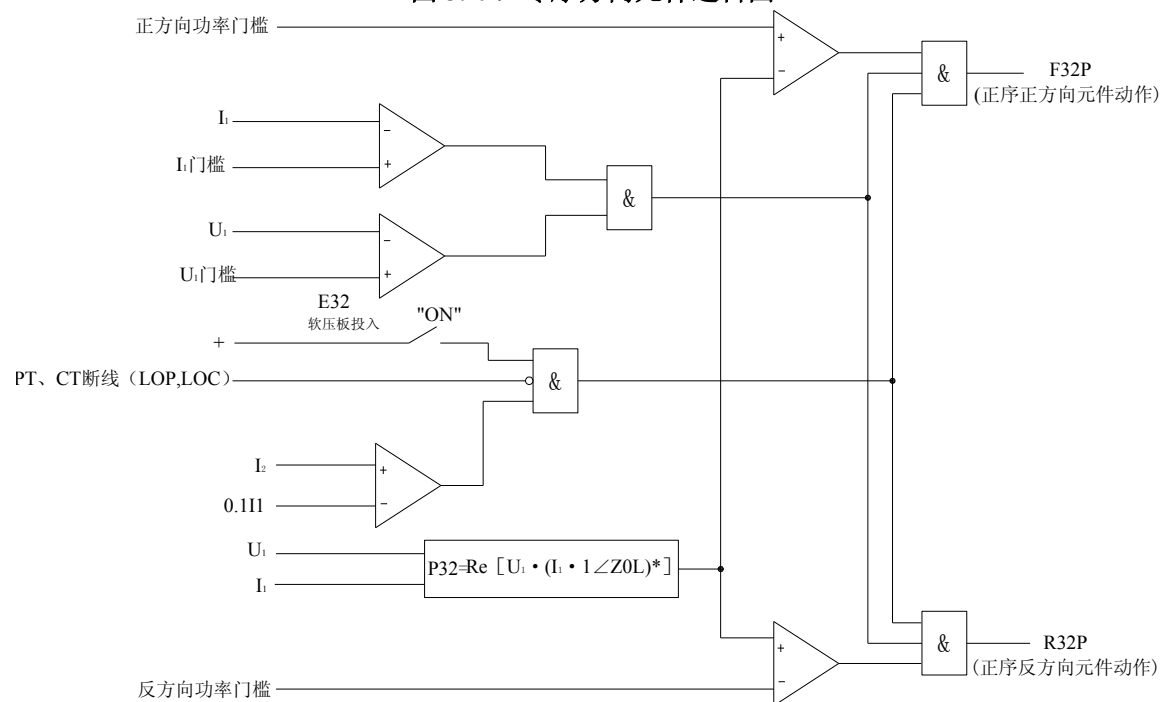 正方向功率门槛
+
−
&
F32P
(正序正方向元件动作)
I₁
−
I₁门槛
+
&
U₁
−
U₁门槛
+
E32
软压板投入
"ON"
+
PT、CT断线（LOP,LOC）
&
I₂
+
0.1I1
−
U₁
P32=Re［U₁·(I₁·1∠Z0L)*］
I₁
+
−
&
R32P
(正序反方向元件动作)
反方向功率门槛